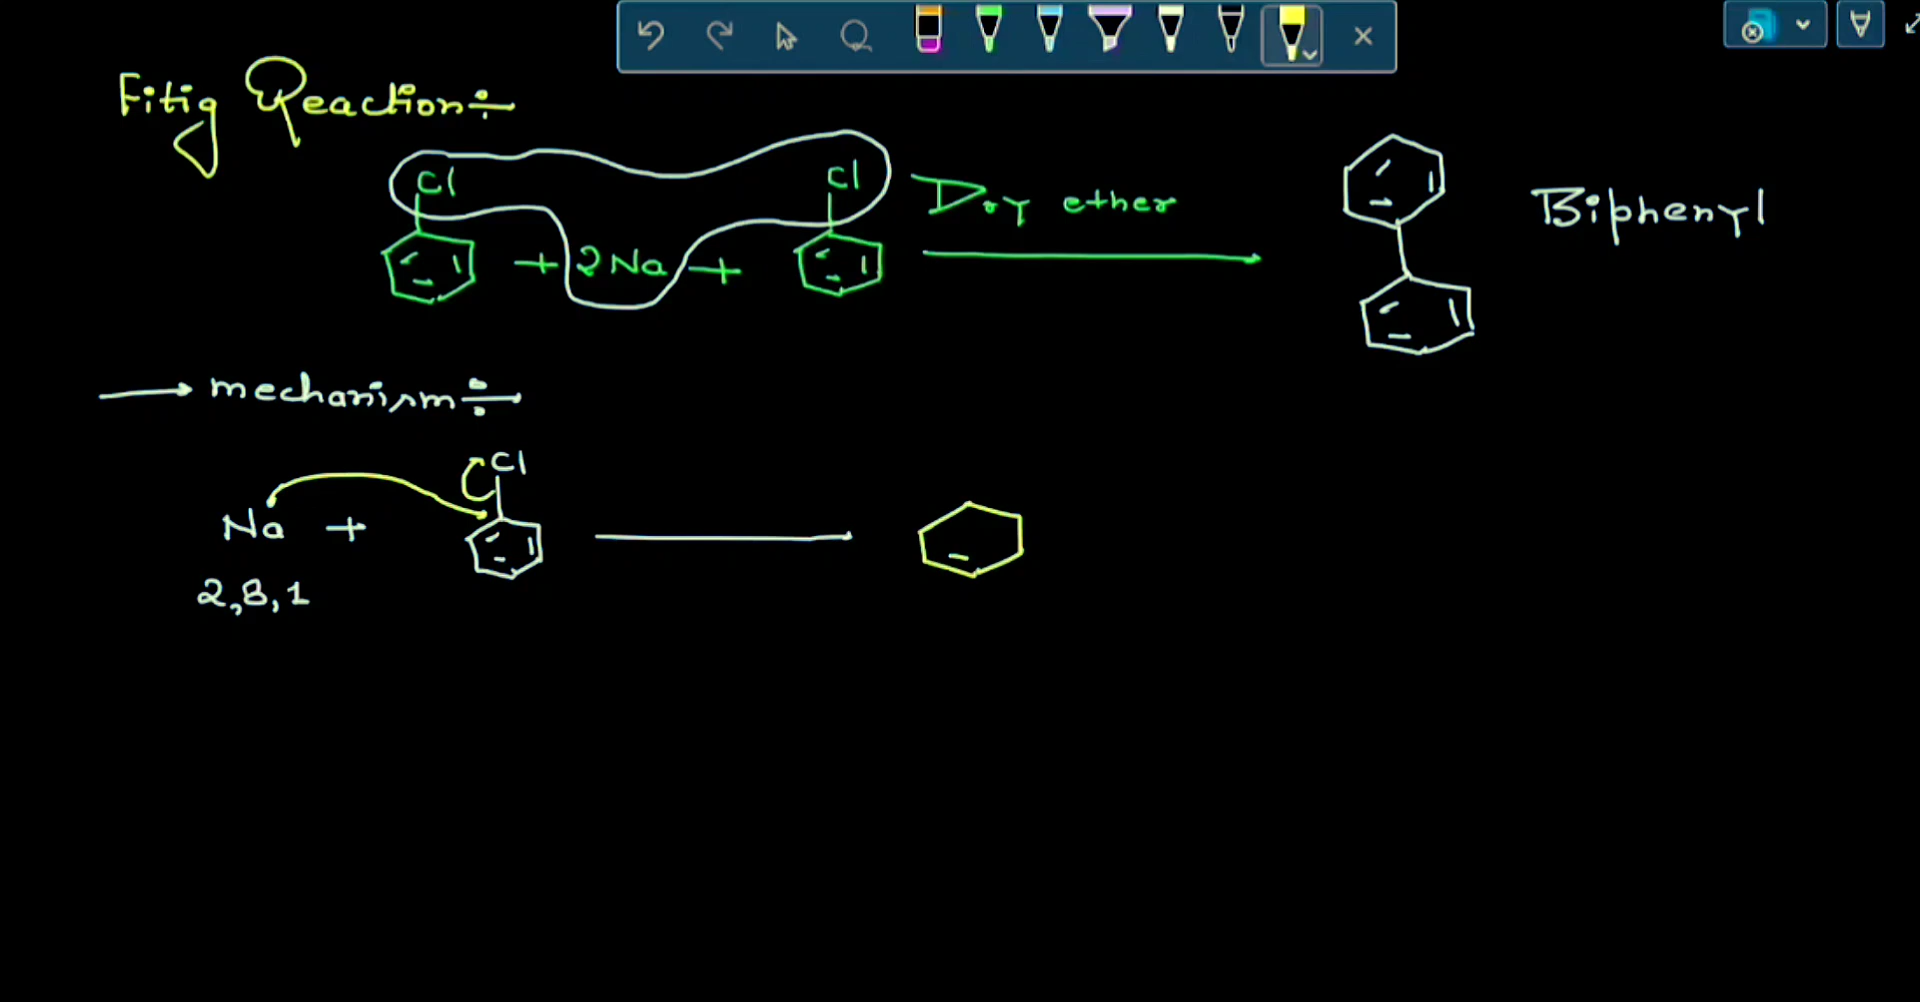 Fitig Reaction÷
Cl Cl Dry ether
+ 2Na + Biphenyl
→ mechanism÷
Cl
Na +
2,8,1